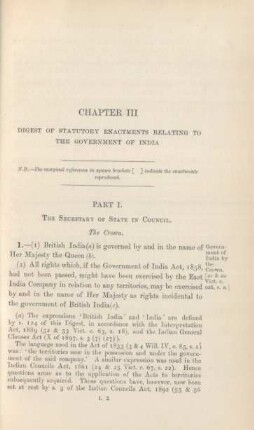 CHAPTER III
DIGEST OF STATUTORY ENACTMENTS RELATING TO
THE GOVERNMENT OF INDIA
N.B.—The marginal references in square brackets [ ] indicate the enactments
reproduced.
PART I.
THE SECRETARY OF STATE IN COUNCIL.
The Crown.
1.—(1) British India(a) is governed by and in the name of
Her Majesty the Queen (b).
Govern-
ment of
India by
the
Crown.
[21 & 22
Vict. c.
(2) All rights which, if the Government of India Act, 1858,
had not been passed, might have been exercised by the East
India Company in relation to any territories, may be exercised
by and in the name of Her Majesty as rights incidental to
the government of British India(c).
(a) The expressions 'British India' and 'India' are defined
by s. 124 of this Digest, in accordance with the Interpretation
Act, 1889 (52 & 53 Vict. c. 63, s. 18), and the Indian General
Clauses Act (X of 1897, s. 3 (7) (27)).
The language used in the Act of 1833 (3 & 4 Will. IV, c. 85, s. 1)
was: 'the territories now in the possession and under the govern-
ment of the said company.' A similar expression was used in the
Indian Councils Act, 1861 (24 & 25 Vict. c. 67, s. 22). Hence
questions arose as to the application of the Acts to territories
subsequently acquired. These questions have, however, now been
set at rest by s. 3 of the Indian Councils Act, 1892 (55 & 56
L 2